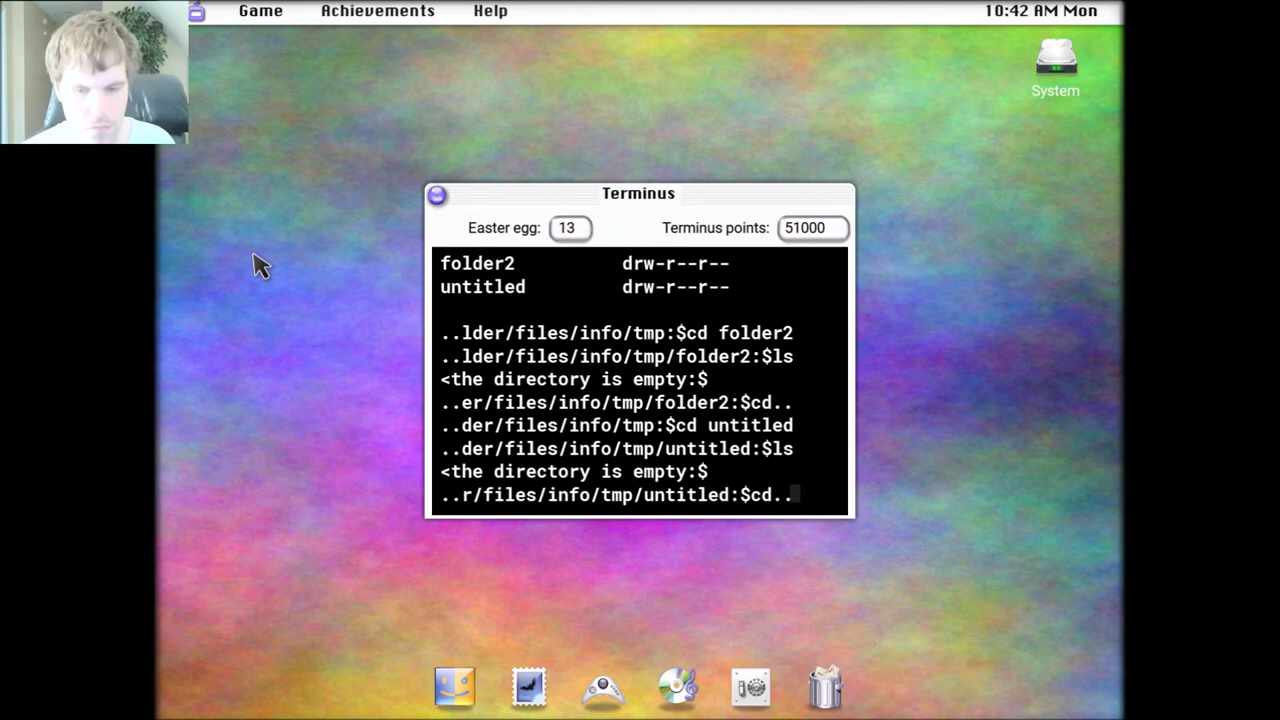 Game Achievements Help 10:42 AM Mon
System
Terminus
Easter egg: 13 Terminus points: 51000
folder2 drw-r--r--
untitled drw-r--r--
..lder/files/info/tmp:$cd folder2
..lder/files/info/tmp/folder2:$ls
<the directory is empty:$
..er/files/info/tmp/folder2:$cd..
..der/files/info/tmp:$cd untitled
..der/files/info/tmp/untitled:$ls
<the directory is empty:$
..r/files/info/tmp/untitled:$cd..